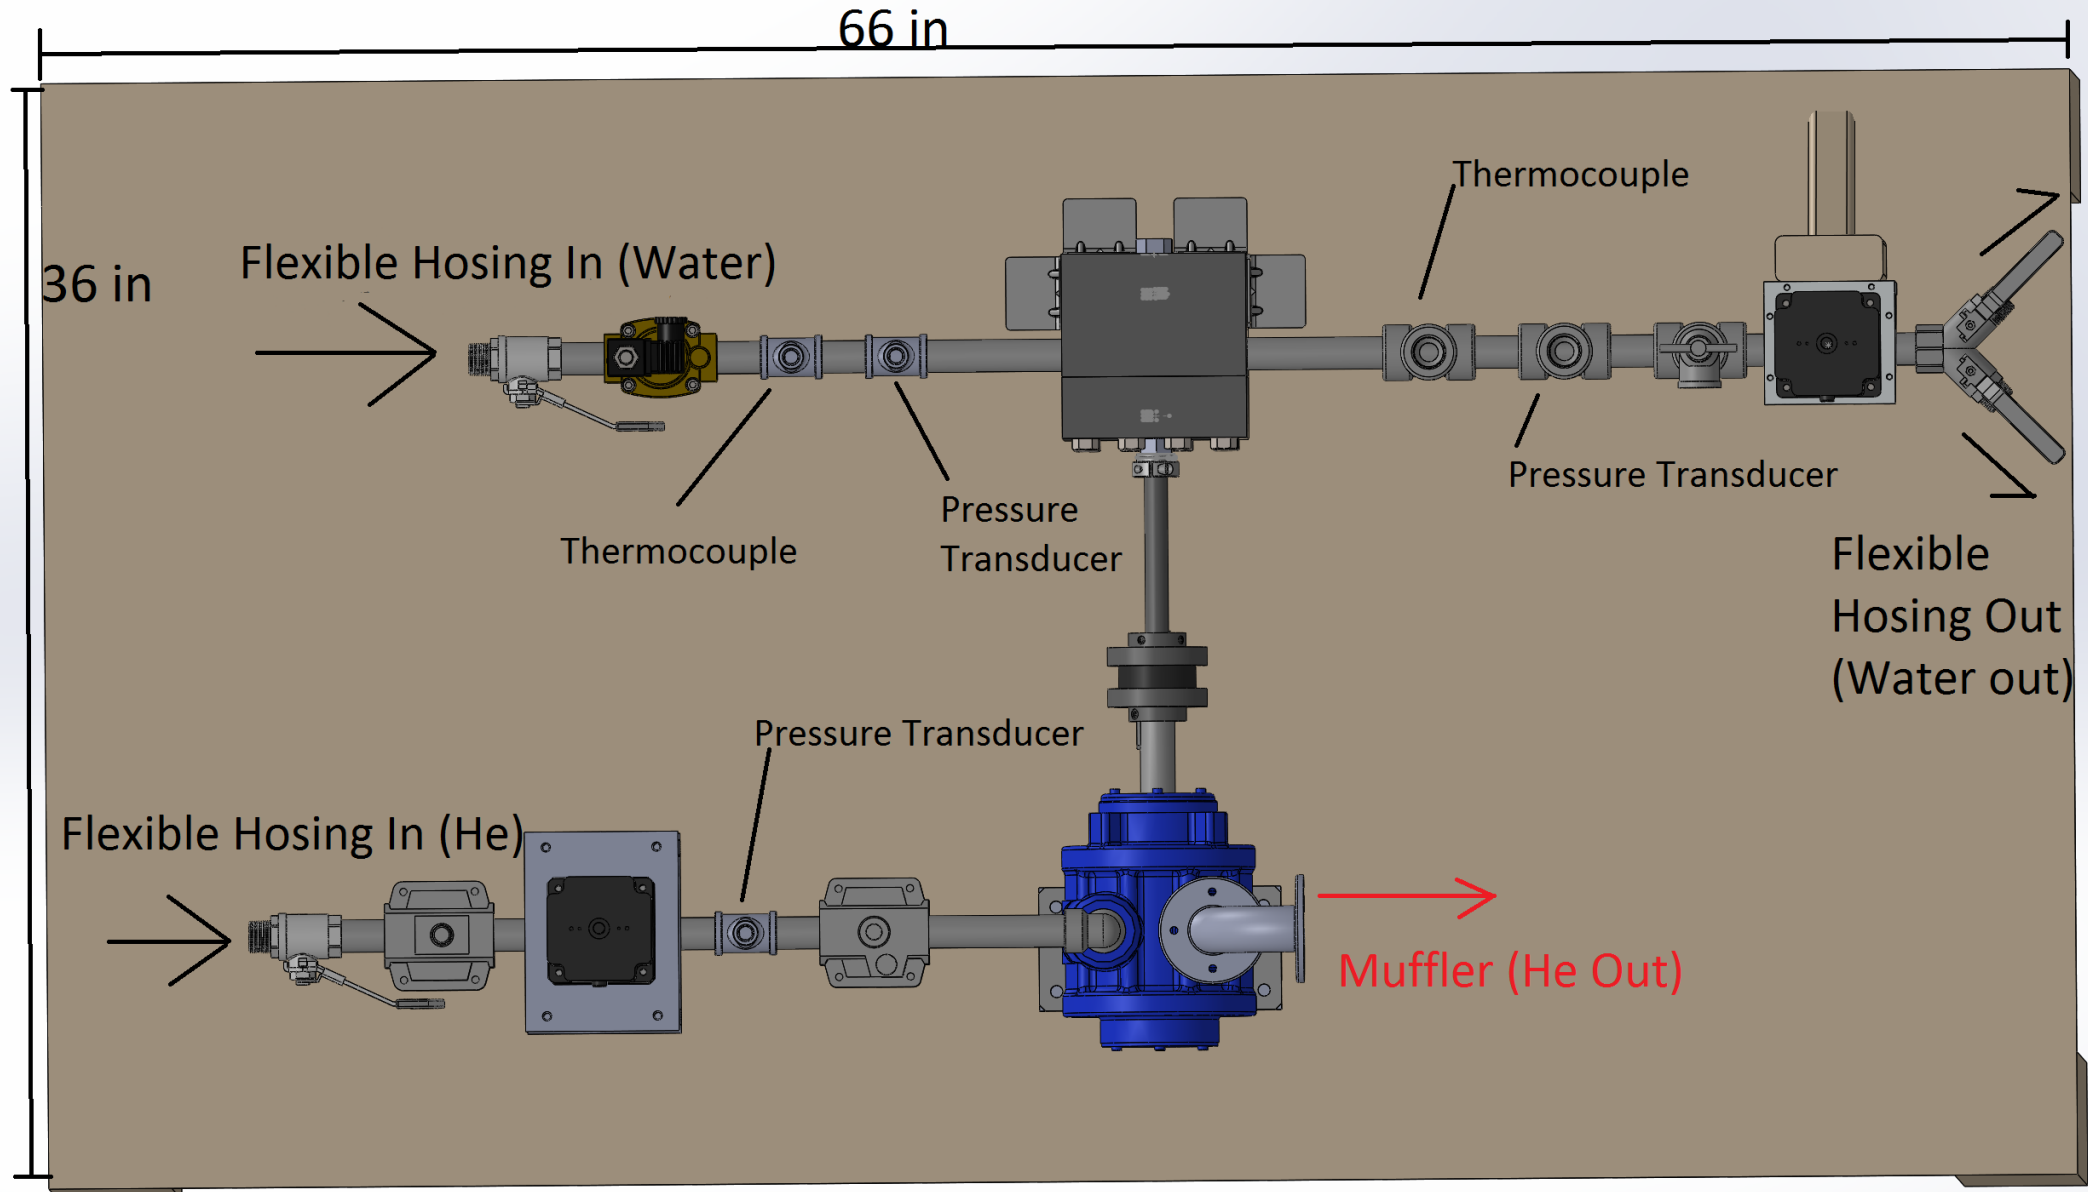 66 in
36 in
Flexible Hosing In (Water)
Thermocouple
Thermocouple
Pressure
Transducer
Pressure Transducer
Flexible
Hosing Out
(Water out)
Pressure Transducer
Flexible Hosing In (He)
Muffler (He Out)